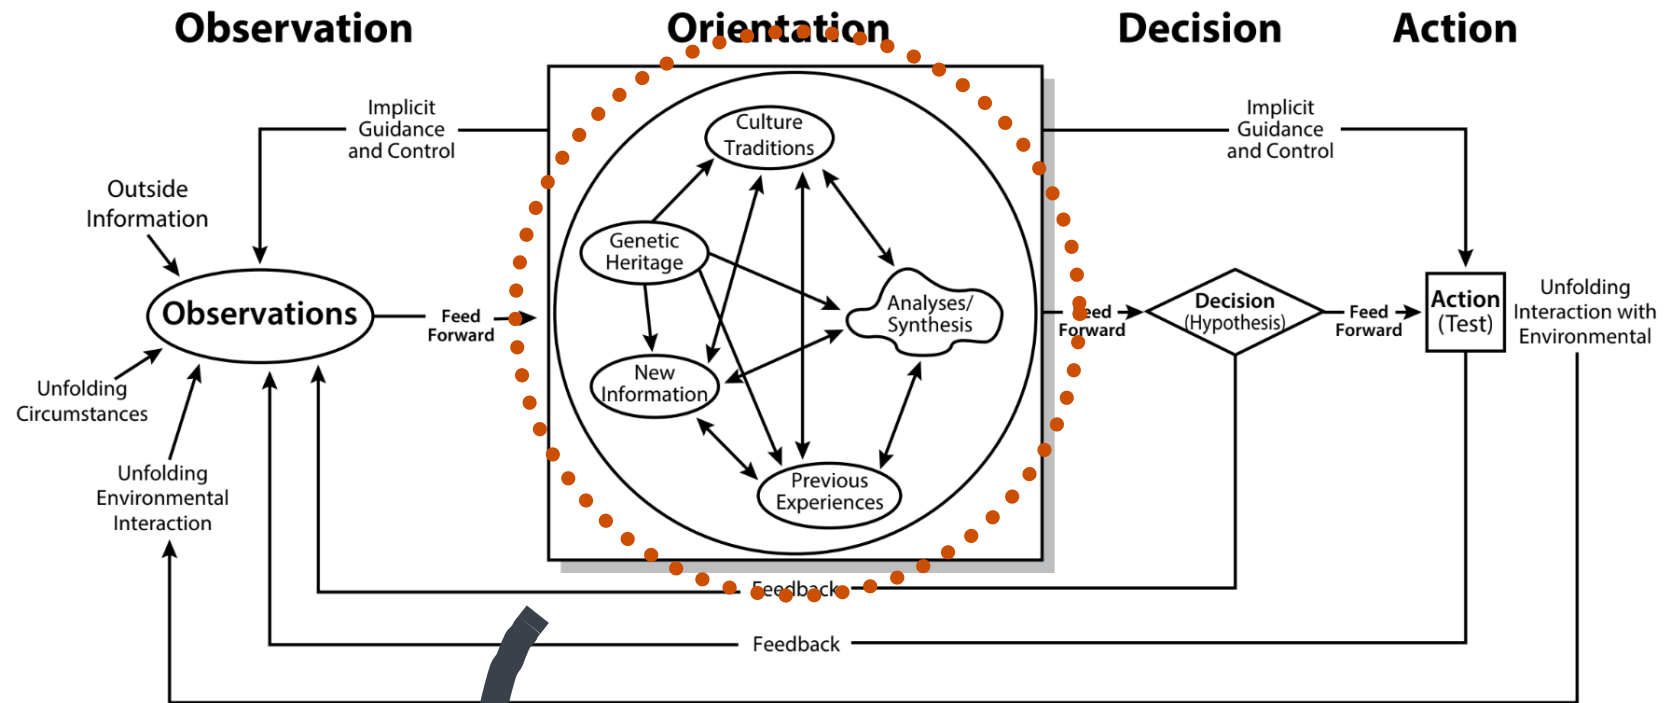 Observation
Orientation
Decision
Action
Implicit
Guidance
and Control
Outside
Information
Observations
Unfolding
Circumstances
Unfolding
Environmental
Interaction
Feed
Forward
Culture
Traditions
Genetic
Heritage
Analyses/
Synthesis
New
Information
Previous
Experiences
Implicit
Guidance
and Control
Feed
Forward
Decision
(Hypothesis)
Feed
Forward
Action
(Test)
Unfolding
Interaction with
Environmental
Feedback
Feedback